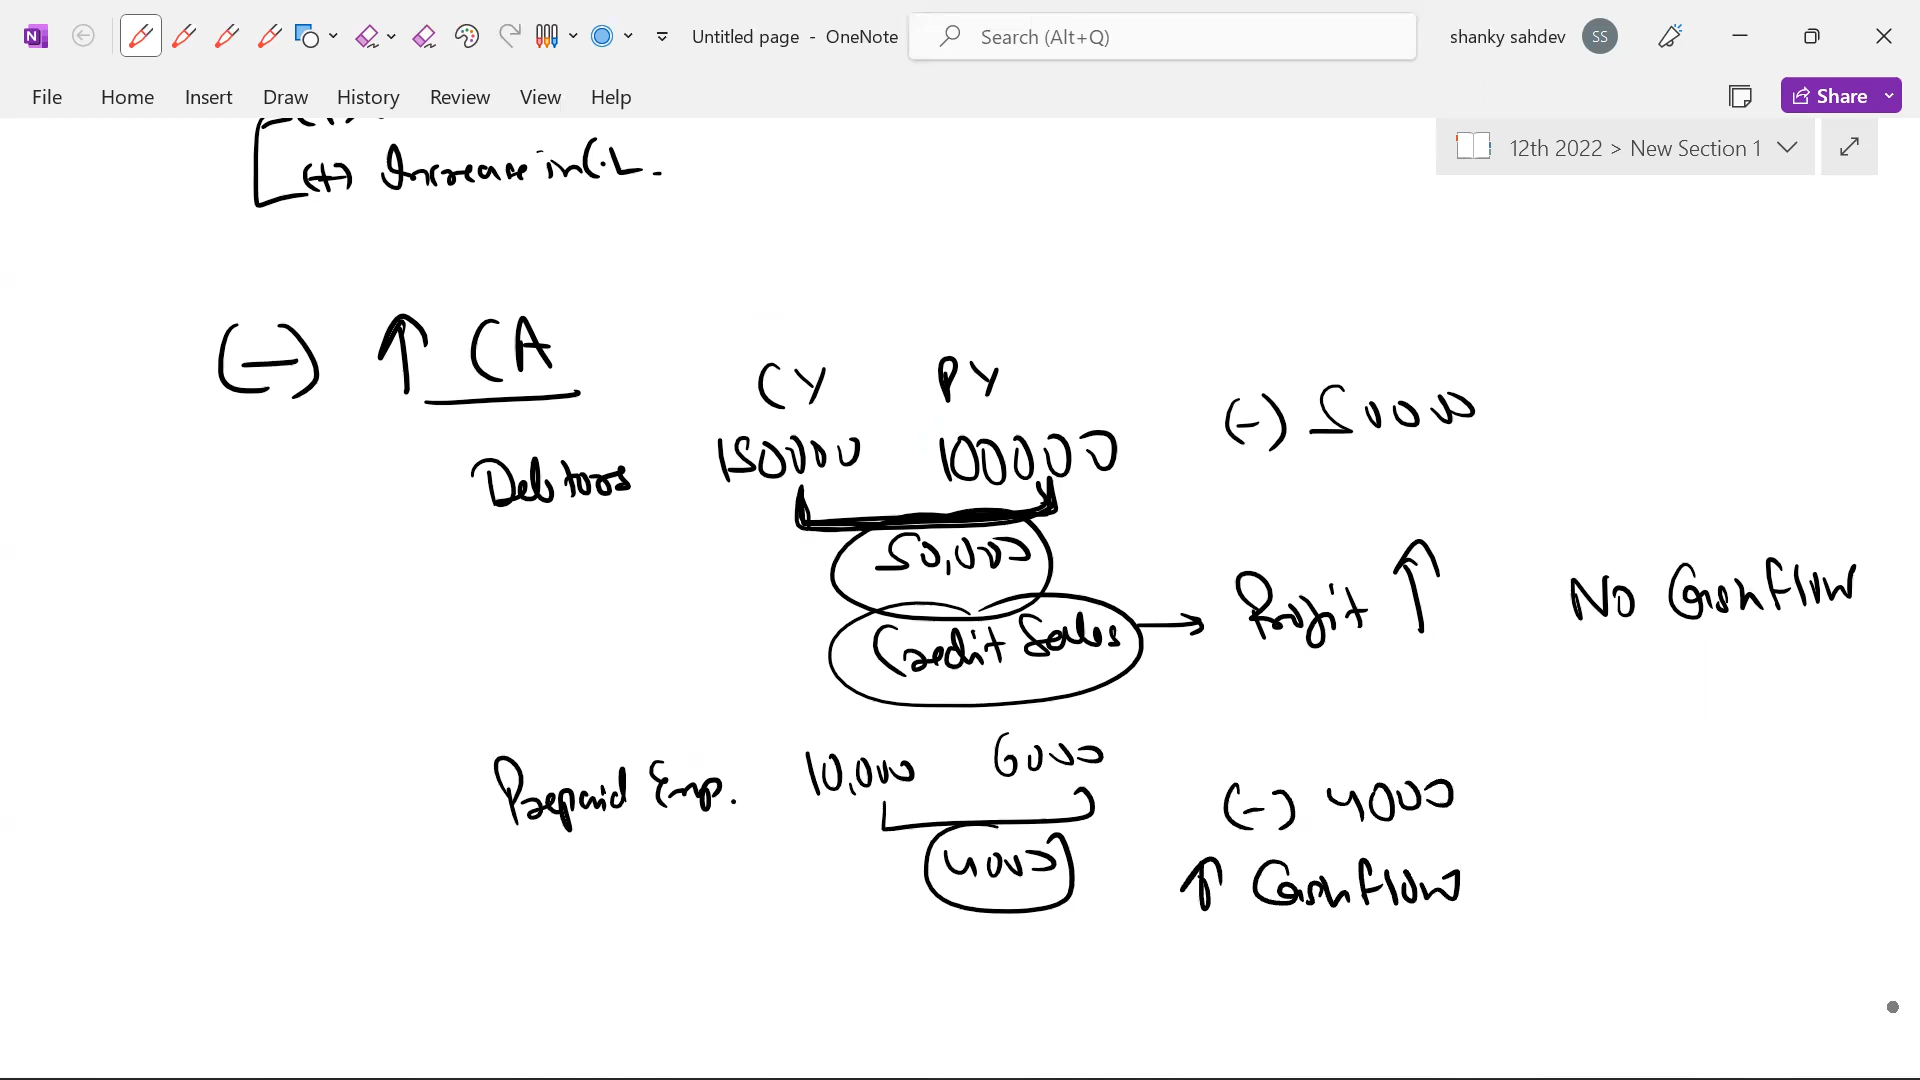 Untitled page - OneNote
Search (Alt+Q)
shanky sahdev
SS
File Home Insert Draw History Review View Help
Share
12th 2022 > New Section 1
(+) Increase in C.L.
(-) ↑ CA
CY PY
Debtors 150000 100000 (-) 50000
50,000
Credit Sales → Profit ↑ No Cashflow
Prepaid Exp. 10,000 6000 (-) 4000
4000 ↑ Cashflow